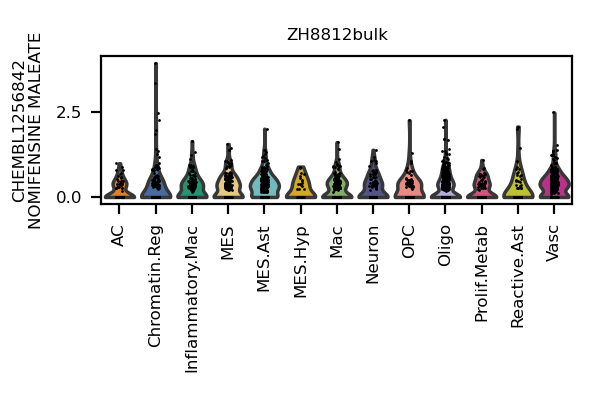 ZH8812bulk
CHEMBL1256842
NOMIFENSINE MALEATE
2.5
0.0
AC
Chromatin.Reg
Inflammatory.Mac
MES
MES.Ast
MES.Hyp
Mac
Neuron
OPC
Oligo
Prolif.Metab
Reactive.Ast
Vasc